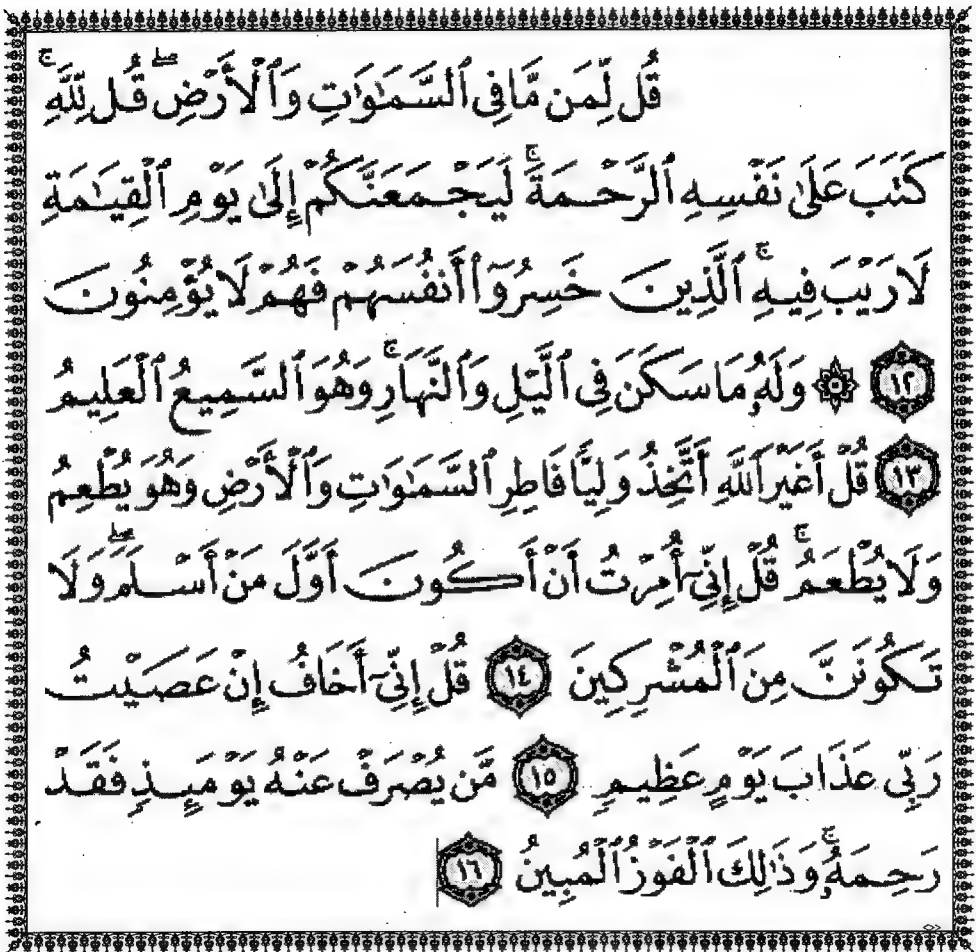 قُل لِّمَن مَّا فِى ٱلسَّمَٰوَٰتِ وَٱلْأَرْضِ ۖ قُل لِّلَّهِ ۚ
كَتَبَ عَلَىٰ نَفْسِهِ ٱلرَّحْمَةَ ۚ لَيَجْمَعَنَّكُمْ إِلَىٰ يَوْمِ ٱلْقِيَٰمَةِ
لَا رَيْبَ فِيهِ ۚ ٱلَّذِينَ خَسِرُوٓا۟ أَنفُسَهُمْ فَهُمْ لَا يُؤْمِنُونَ
١٢ ۞ وَلَهُۥ مَا سَكَنَ فِى ٱلَّيْلِ وَٱلنَّهَارِ ۚ وَهُوَ ٱلسَّمِيعُ ٱلْعَلِيمُ
١٣ قُلْ أَغَيْرَ ٱللَّهِ أَتَّخِذُ وَلِيًّا فَاطِرِ ٱلسَّمَٰوَٰتِ وَٱلْأَرْضِ وَهُوَ يُطْعِمُ
وَلَا يُطْعَمُ ۚ قُلْ إِنِّىٓ أُمِرْتُ أَنْ أَكُونَ أَوَّلَ مَنْ أَسْلَمَ ۖ وَلَا
تَكُونَنَّ مِنَ ٱلْمُشْرِكِينَ ١٤ قُلْ إِنِّىٓ أَخَافُ إِنْ عَصَيْتُ
رَبِّى عَذَابَ يَوْمٍ عَظِيمٍ ١٥ مَّن يُصْرَفْ عَنْهُ يَوْمَئِذٍ فَقَدْ
رَحِمَهُۥ ۚ وَذَٰلِكَ ٱلْفَوْزُ ٱلْمُبِينُ ١٦